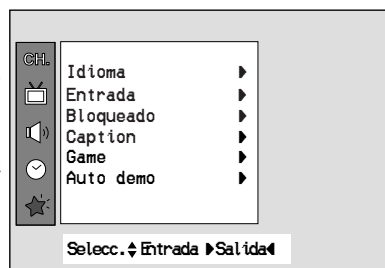 CH.
Idioma
Entrada
Bloqueado
Caption
Game
Auto demo
Selecc. Entrada Salida